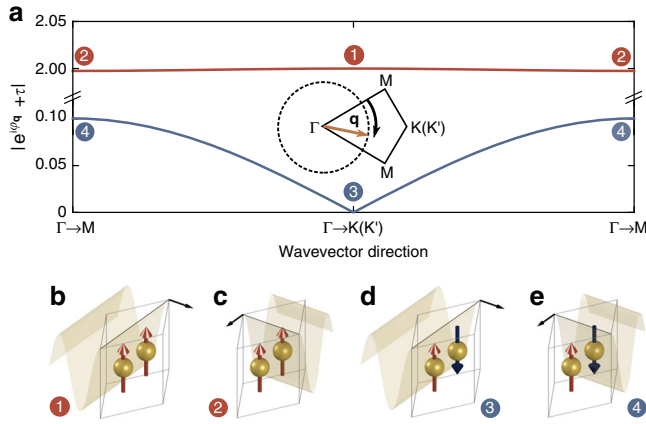 a
2.05
2
1
2
2.00
M
|e^iφq + τ|
0.10
4
q
4
Γ
K(K')
0.05
M
3
0
Γ→M
Γ→K(K')
Γ→M
Wavevector direction
b
c
d
e
1
2
3
4